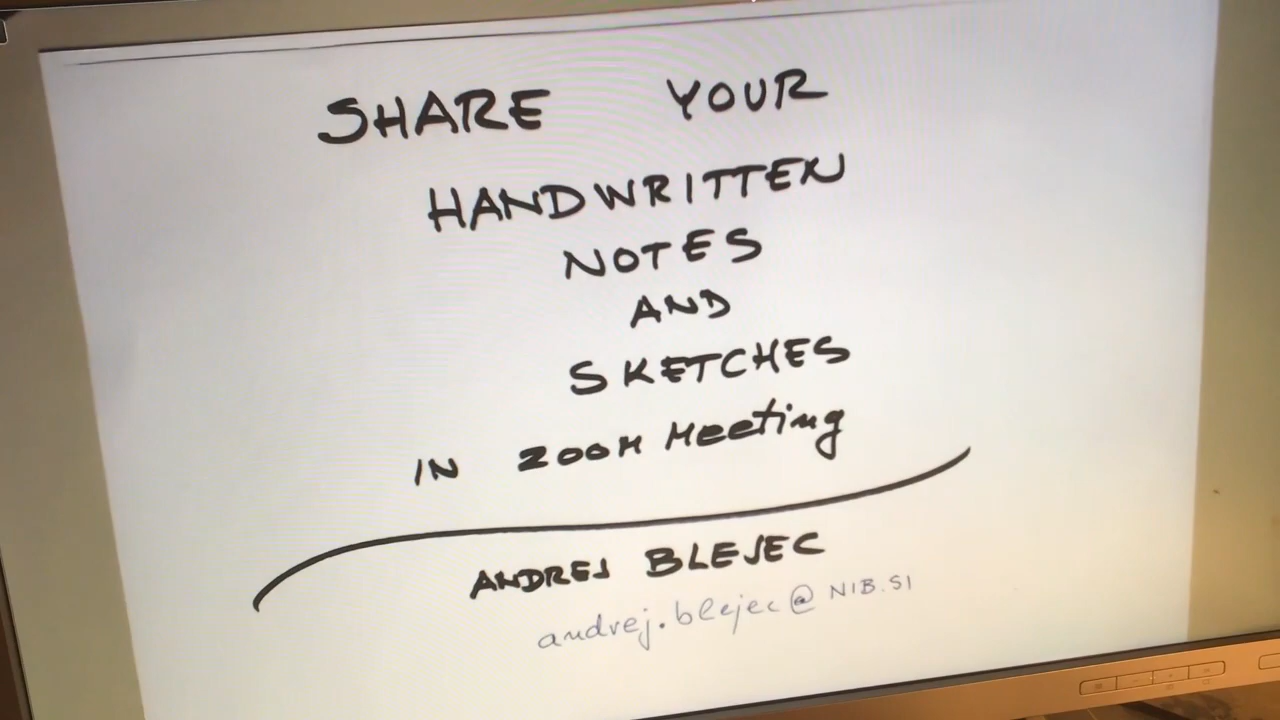 SHARE YOUR
HANDWRITTEN
NOTES
AND
SKETCHES
IN ZOOM Meeting
ANDREJ BLEJEC
andrej.blejec@NIB.SI